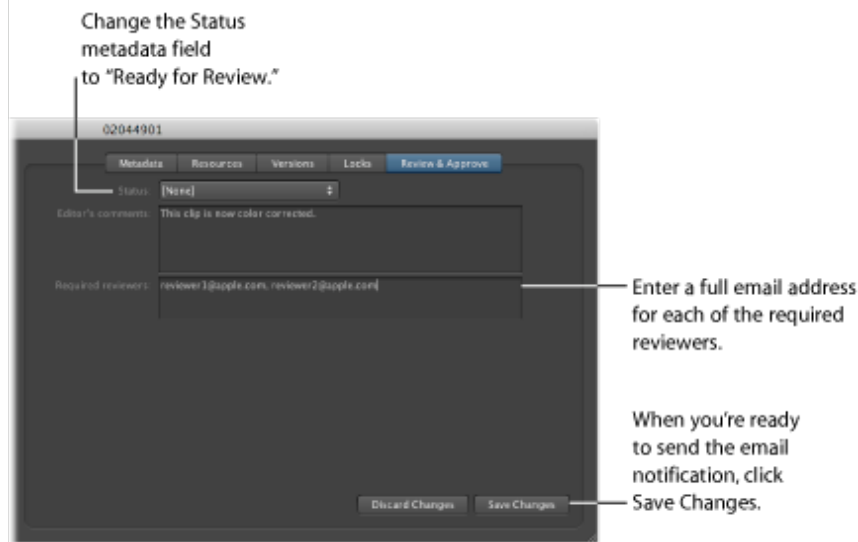 Change the Status
metadata field
to “Ready for Review.”
02044901
Metadata Resources Versions Locks Review & Approve
Status: [None]
Editor's comments: This clip is now color corrected.
Required reviewers: reviewer1@apple.com, reviewer2@apple.com
Enter a full email address
for each of the required
reviewers.
When you’re ready
to send the email
notification, click
Save Changes.
Discard Changes Save Changes